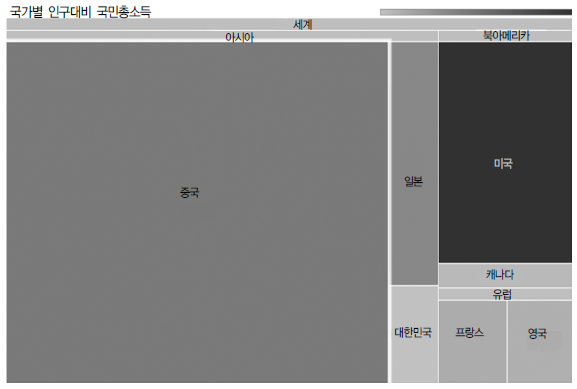 국가별 인구대비 국민총소득
세계
아시아
북아메리카
중국
일본
미국
캐나다
유럽
대한민국
프랑스
영국